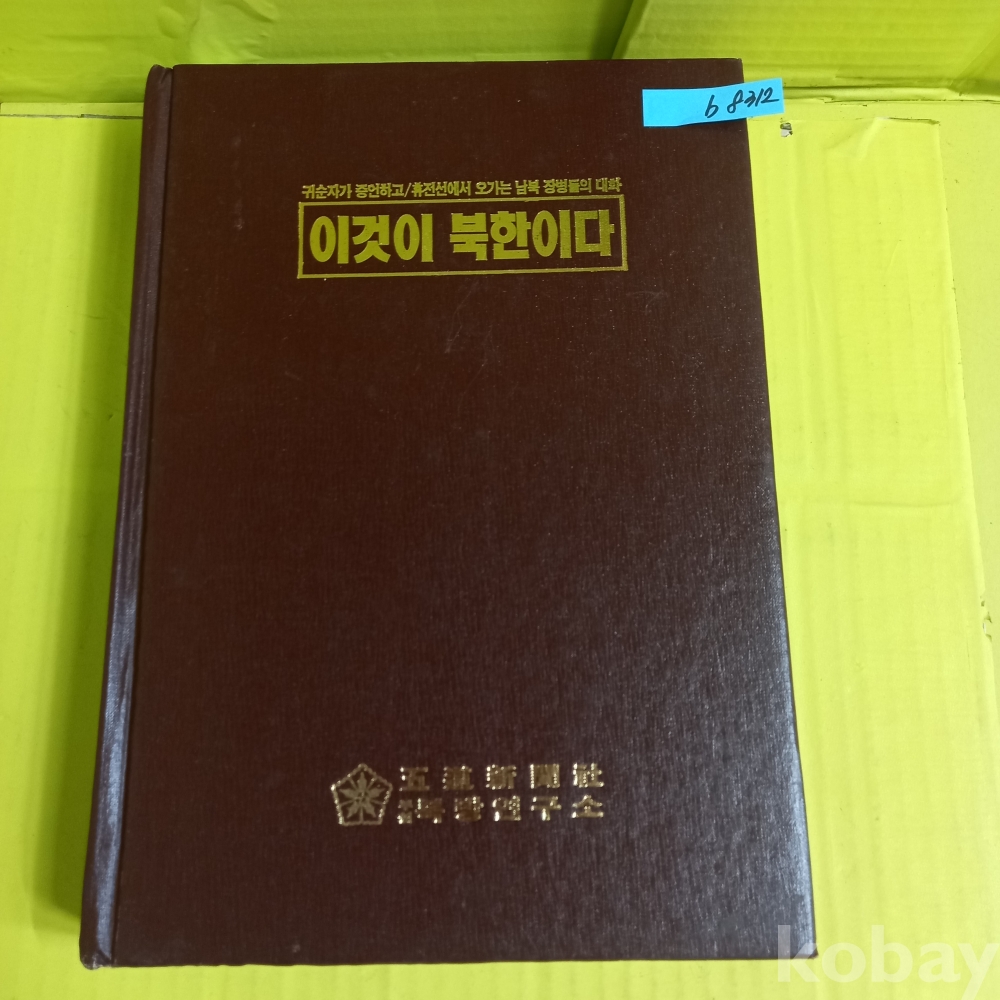 b 8312
귀순자가 증언하고/휴전선에서 오가는 남북 장병들의 대화
이것이 북한이다
五道新聞社
북방연구소
kobay